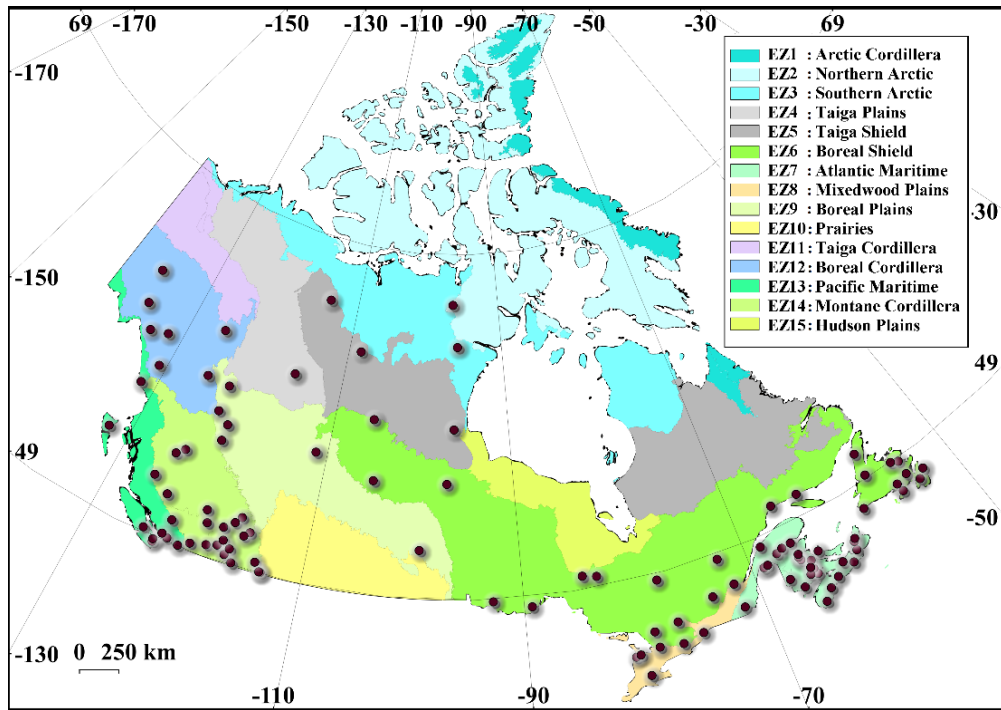 69 -150 -130 -110 -90 -70 -50 69
-170
EZ1 : Arctic Cordillera
EZ2 : Northern Arctic
EZ3 : Southern Arctic
EZ4 : Taiga Plains
EZ5 : Taiga Shield
EZ6 : Boreal Shield
EZ7 : Atlantic Maritime
EZ8 : Mixedwood Plains
EZ9 : Boreal Plains
EZ10: Prairies
EZ11: Taiga Cordillera
EZ12: Boreal Cordillera
EZ13: Pacific Maritime
EZ14: Montane Cordillera
EZ15: Hudson Plains
-30
-150
49
49
-50
-130
0 250 km
-110 -90 -70